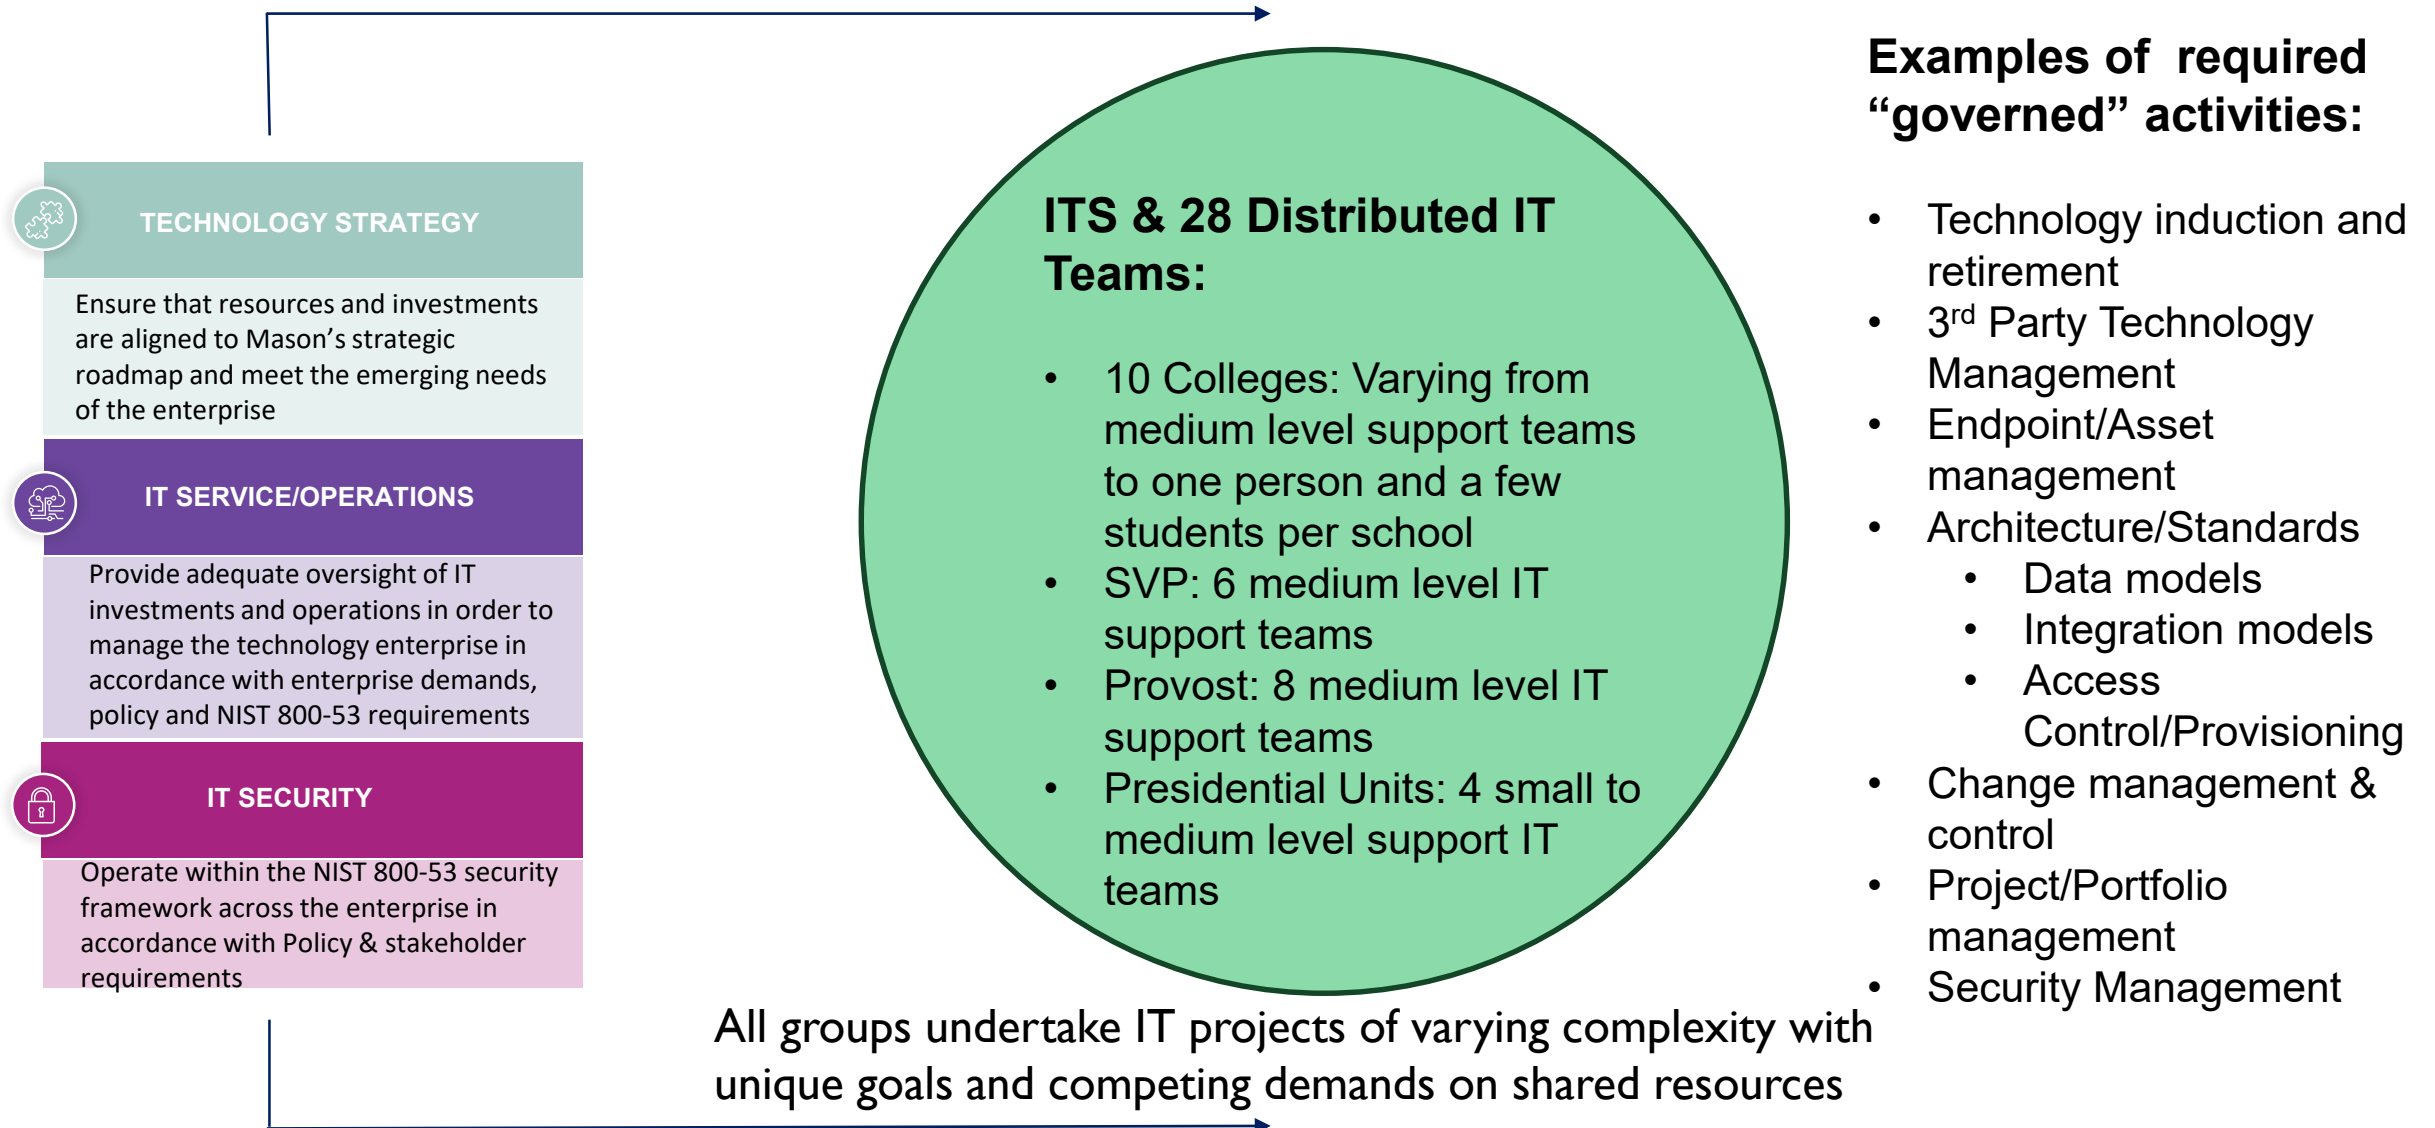 TECHNOLOGY STRATEGY
Ensure that resources and investments
are aligned to Mason’s strategic
roadmap and meet the emerging needs
of the enterprise
IT SERVICE/OPERATIONS
Provide adequate oversight of IT
investments and operations in order to
manage the technology enterprise in
accordance with enterprise demands,
policy and NIST 800-53 requirements
IT SECURITY
Operate within the NIST 800-53 security
framework across the enterprise in
accordance with Policy & stakeholder
requirements
ITS & 28 Distributed IT
Teams:
• 10 Colleges: Varying from
medium level support teams
to one person and a few
students per school
• SVP: 6 medium level IT
support teams
• Provost: 8 medium level IT
support teams
• Presidential Units: 4 small to
medium level support IT
teams
All groups undertake IT projects of varying complexity with
unique goals and competing demands on shared resources
Examples of required
“governed” activities:
• Technology induction and
retirement
• 3rd Party Technology
Management
• Endpoint/Asset
management
• Architecture/Standards
• Data models
• Integration models
• Access
Control/Provisioning
• Change management &
control
• Project/Portfolio
management
• Security Management